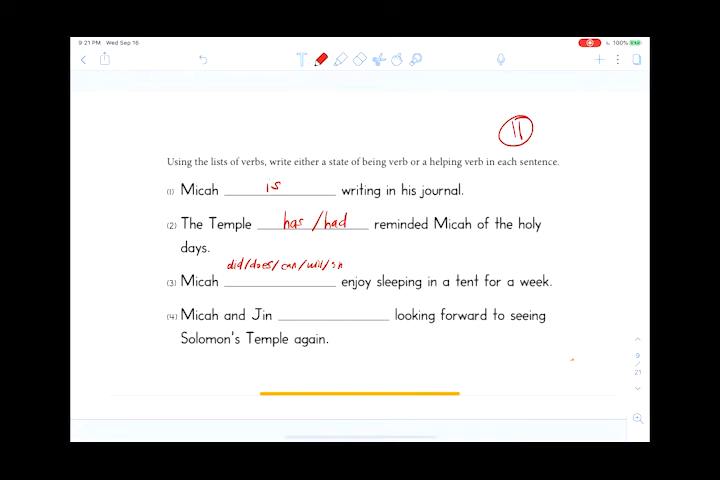 9:21 PM Wed Sep 16
100%
11
Using the lists of verbs, write either a state of being verb or a helping verb in each sentence.
(1) Micah is writing in his journal.
(2) The Temple has/had reminded Micah of the holy
days.
did/does/can/will/sh
(3) Micah enjoy sleeping in a tent for a week.
(4) Micah and Jin looking forward to seeing
Solomon's Temple again.
9
/
21